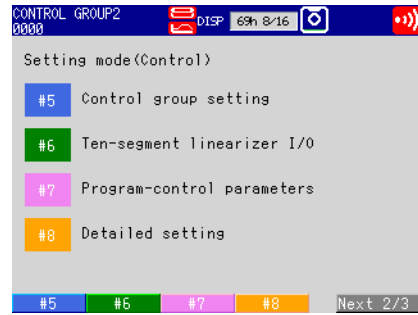 CONTROL GROUP2
0000
DISP 69h 8/16
Setting mode(Control)
#5 Control group setting
#6 Ten-segment linearizer I/O
#7 Program-control parameters
#8 Detailed setting
#5 #6 #7 #8 Next 2/3